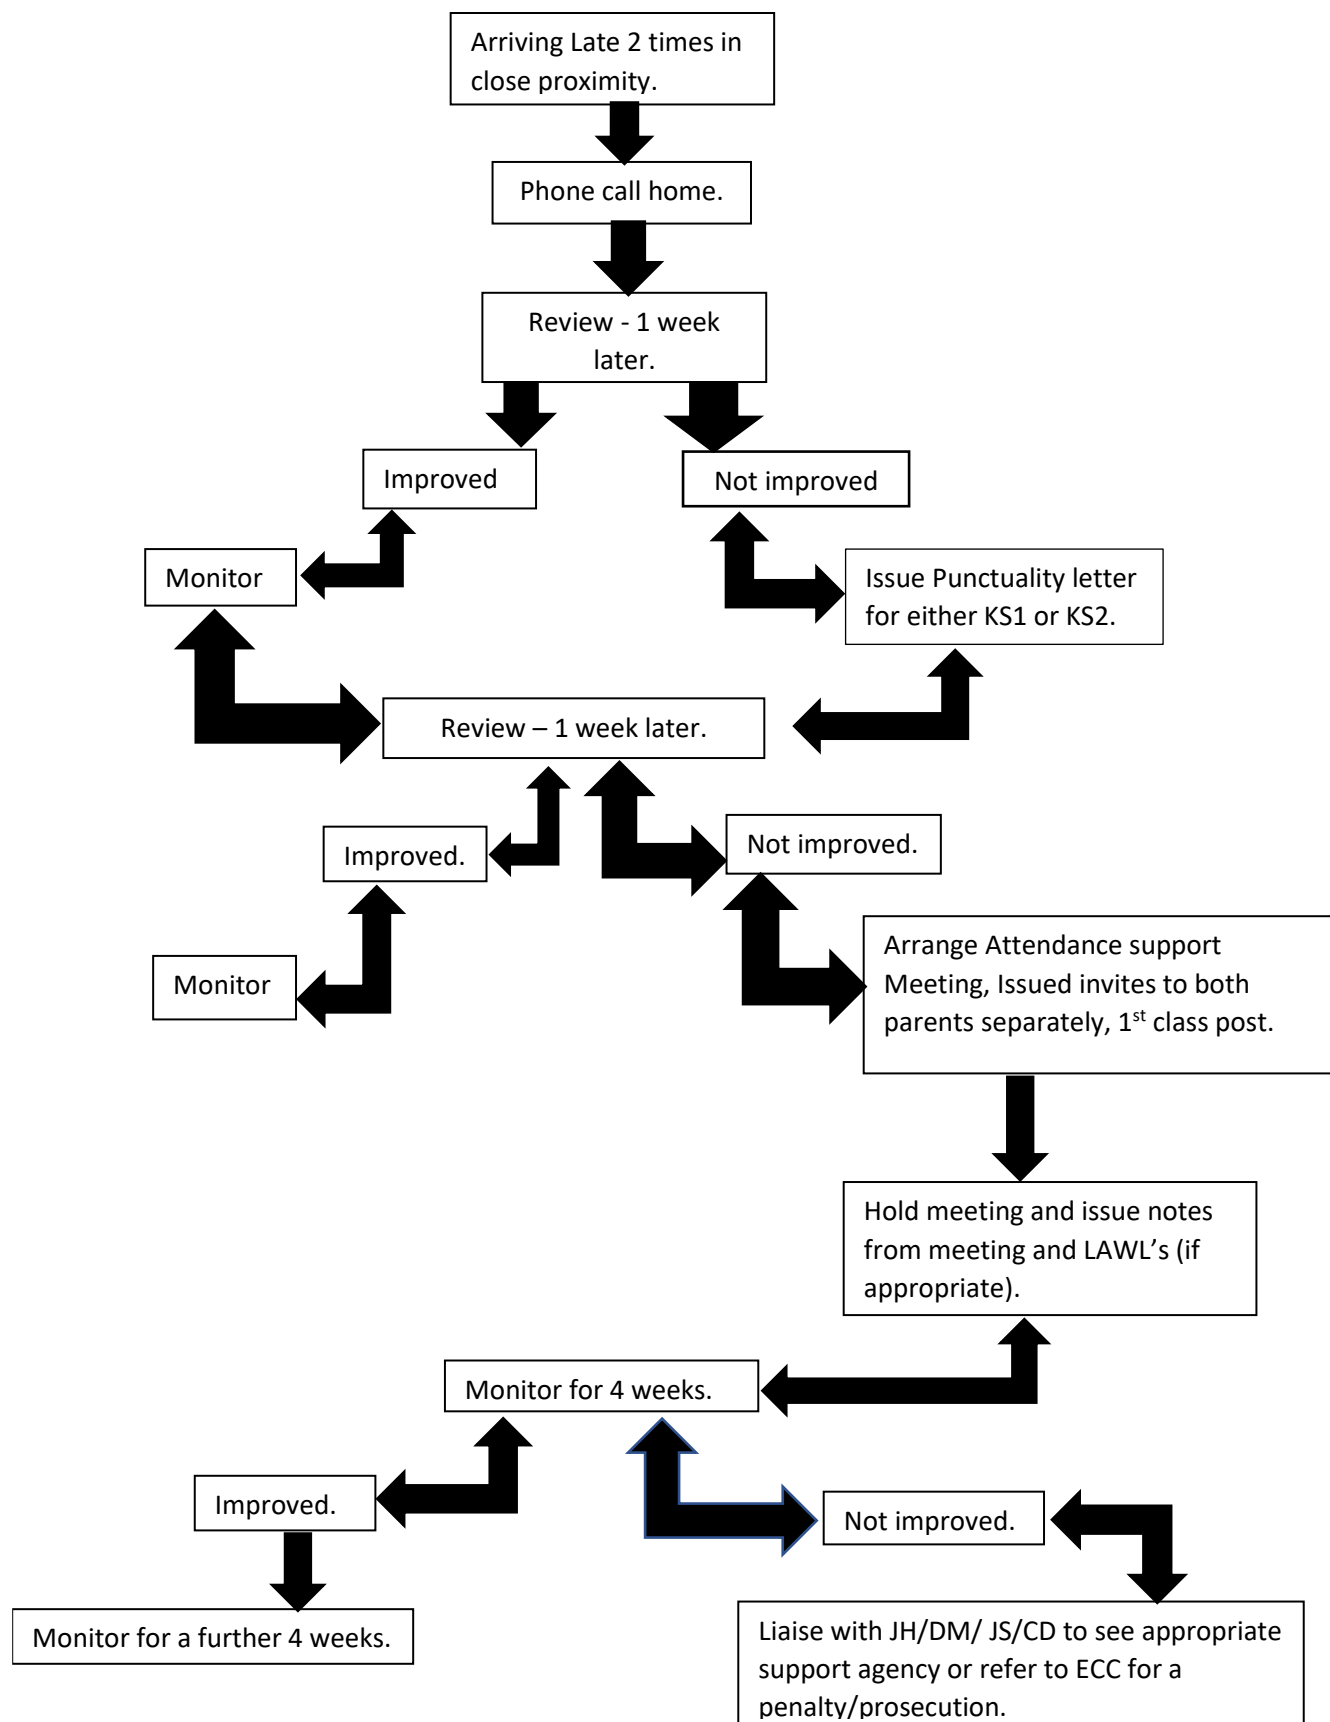 Arriving Late 2 times in
close proximity.
Phone call home.
Review - 1 week
later.
Improved
Not improved
Monitor
Issue Punctuality letter
for either KS1 or KS2.
Review – 1 week later.
Improved.
Not improved.
Monitor
Arrange Attendance support
Meeting, Issued invites to both
parents separately, 1st class post.
Hold meeting and issue notes
from meeting and LAWL’s (if
appropriate).
Monitor for 4 weeks.
Improved.
Not improved.
Monitor for a further 4 weeks.
Liaise with JH/DM/ JS/CD to see appropriate
support agency or refer to ECC for a
penalty/prosecution.